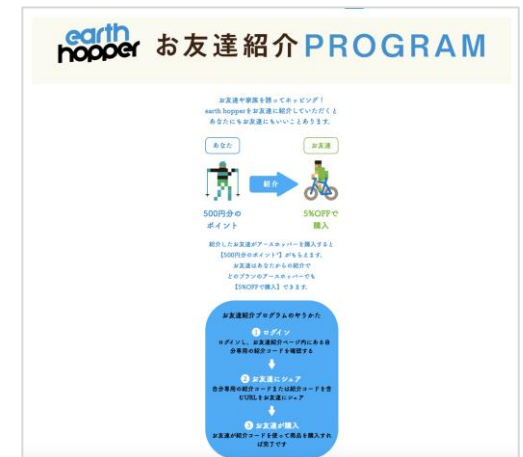 earth hopper お友達紹介PROGRAM
お友達や家族を誘ってホッピング！
earth hopperをお友達に紹介していただくと
あなたにもお友達にもいいことあります。
あなた
お友達
紹介
500円分の
ポイント
5%OFFで
購入
紹介したお友達がアースホッパーを購入すると
【500円分のポイント*】がもらえます。
お友達はあなたからの紹介で
どのプランのアースホッパーでも
【5%OFFで購入】できます。
お友達紹介プログラムのやりかた
1 ログイン
ログインし、お友達紹介ページ内にある自
分専用の紹介コードを確認する
2 お友達にシェア
自分専用の紹介コードまたは紹介コードを含
むURLをお友達にシェア
3 お友達が購入
お友達が紹介コードを使って商品を購入すれ
ば完了です